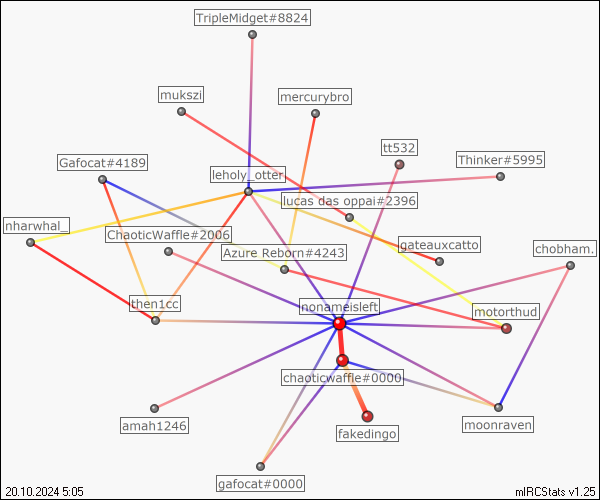 TripleMidget#8824
mukszi
mercurybro
tt532
Gafocat#4189
Thinker#5995
leholy_otter
lucas das oppai#2396
nharwhal_
ChaoticWaffle#2006
gateauxcatto
chobham.
Azure Reborn#4243
then1cc
nonameisleft
motorthud
chaoticwaffle#0000
amah1246
fakedingo
moonraven
gafocat#0000
20.10.2024 5:05
mIRCStats v1.25